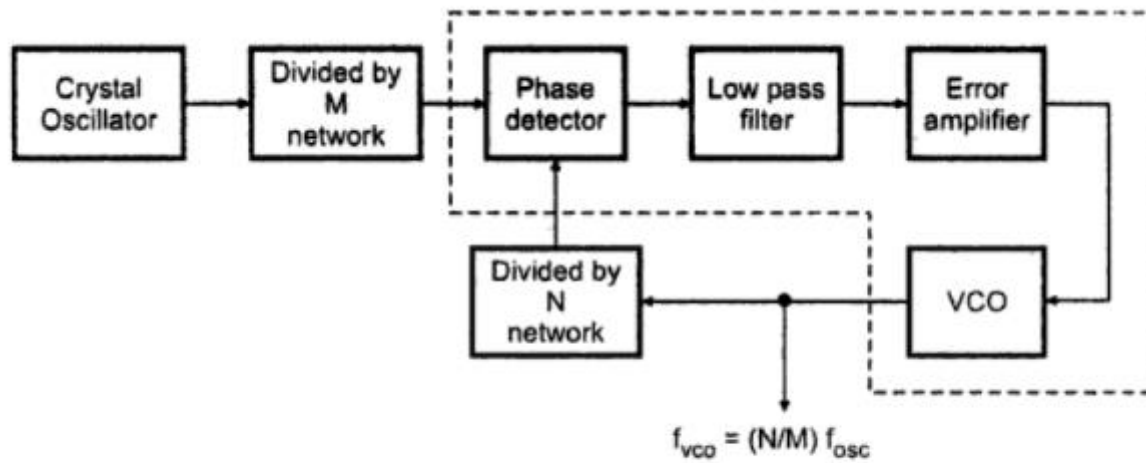 Crystal
Oscillator
Divided by
M
network
Phase
detector
Low pass
filter
Error
amplifier
Divided by
N
network
VCO
f_vco = (N/M) f_osc